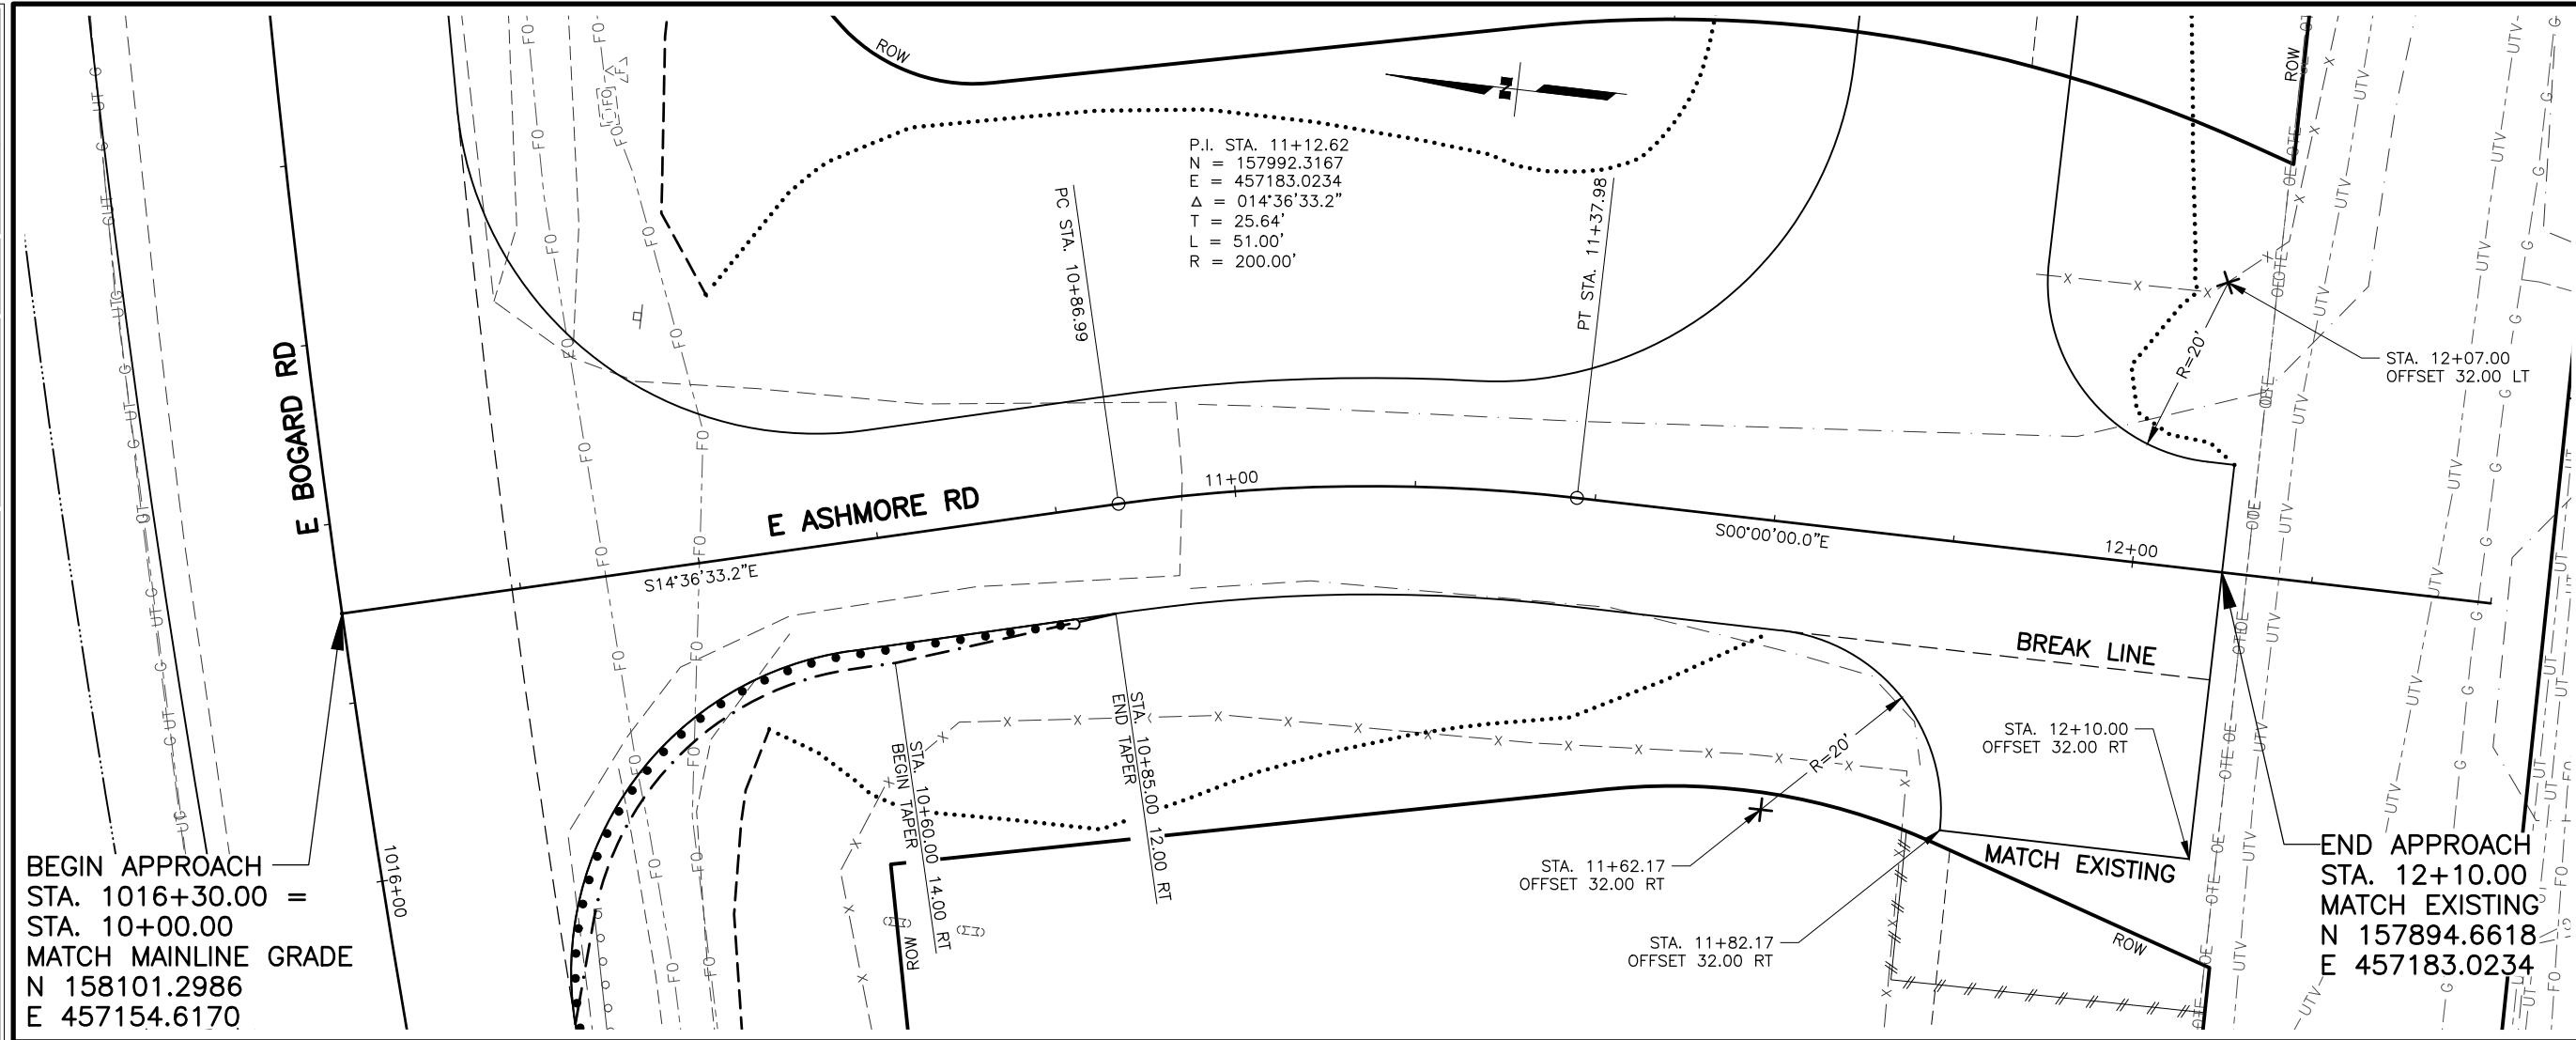 ROW
N
ROW
P.I. STA. 11+12.62
N = 157992.3167
E = 457183.0234
Δ = 014°36'33.2"
T = 25.64'
L = 51.00'
R = 200.00'
PC STA. 10+86.99
PT STA. 11+37.98
R=20'
STA. 12+07.00
OFFSET 32.00 LT
E BOGARD RD
E ASHMORE RD
11+00
S14°36'33.2"E
S00°00'00.0"E
12+00
BREAK LINE
STA. 10+60.00 14.00 RT
BEGIN TAPER
STA. 10+85.00 12.00 RT
END TAPER
R=20'
STA. 12+10.00
OFFSET 32.00 RT
STA. 11+62.17
OFFSET 32.00 RT
STA. 11+82.17
OFFSET 32.00 RT
MATCH EXISTING
ROW
ROW
1016+00
BEGIN APPROACH
STA. 1016+30.00 =
STA. 10+00.00
MATCH MAINLINE GRADE
N 158101.2986
E 457154.6170
END APPROACH
STA. 12+10.00
MATCH EXISTING
N 157894.6618
E 457183.0234